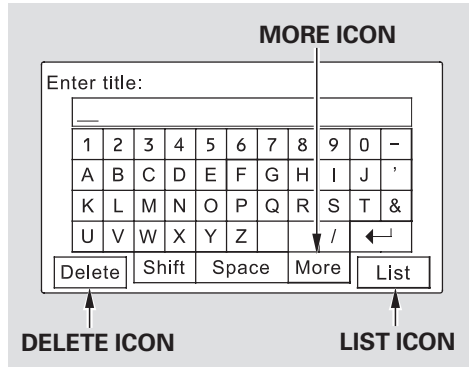 MORE ICON
Enter title:
1 2 3 4 5 6 7 8 9 0 -
A B C D E F G H I J '
K L M N O P Q R S T &
U V W X Y Z . / ↵
Delete Shift Space More List
DELETE ICON LIST ICON